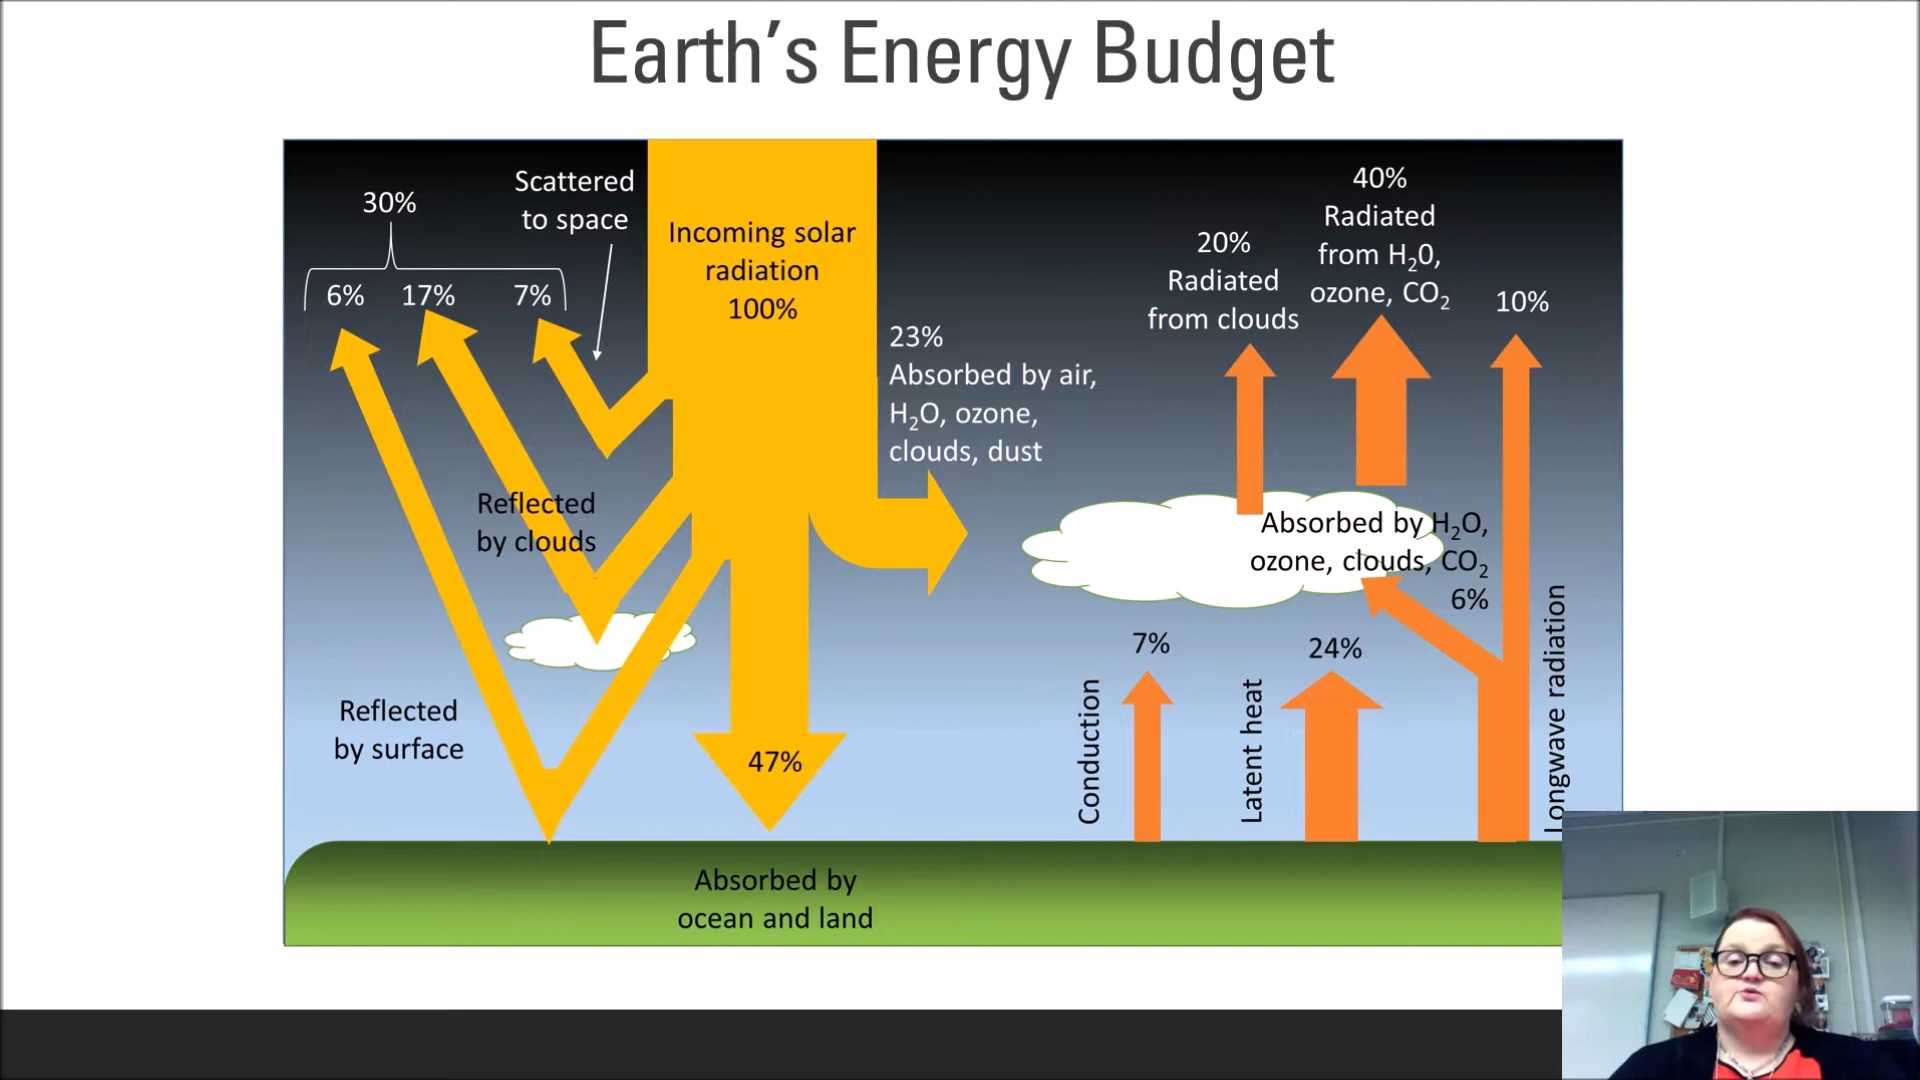 Earth's Energy Budget
30%
6%
17%
7%
Scattered
to space
Incoming solar
radiation
100%
23%
Absorbed by air,
H₂O, ozone,
clouds, dust
Reflected
by clouds
Reflected
by surface
47%
Absorbed by
ocean and land
20%
Radiated
from clouds
40%
Radiated
from H₂0,
ozone, CO₂
10%
Absorbed by H₂O,
ozone, clouds, CO₂
6%
7%
Conduction
24%
Latent heat
Longwave radiation